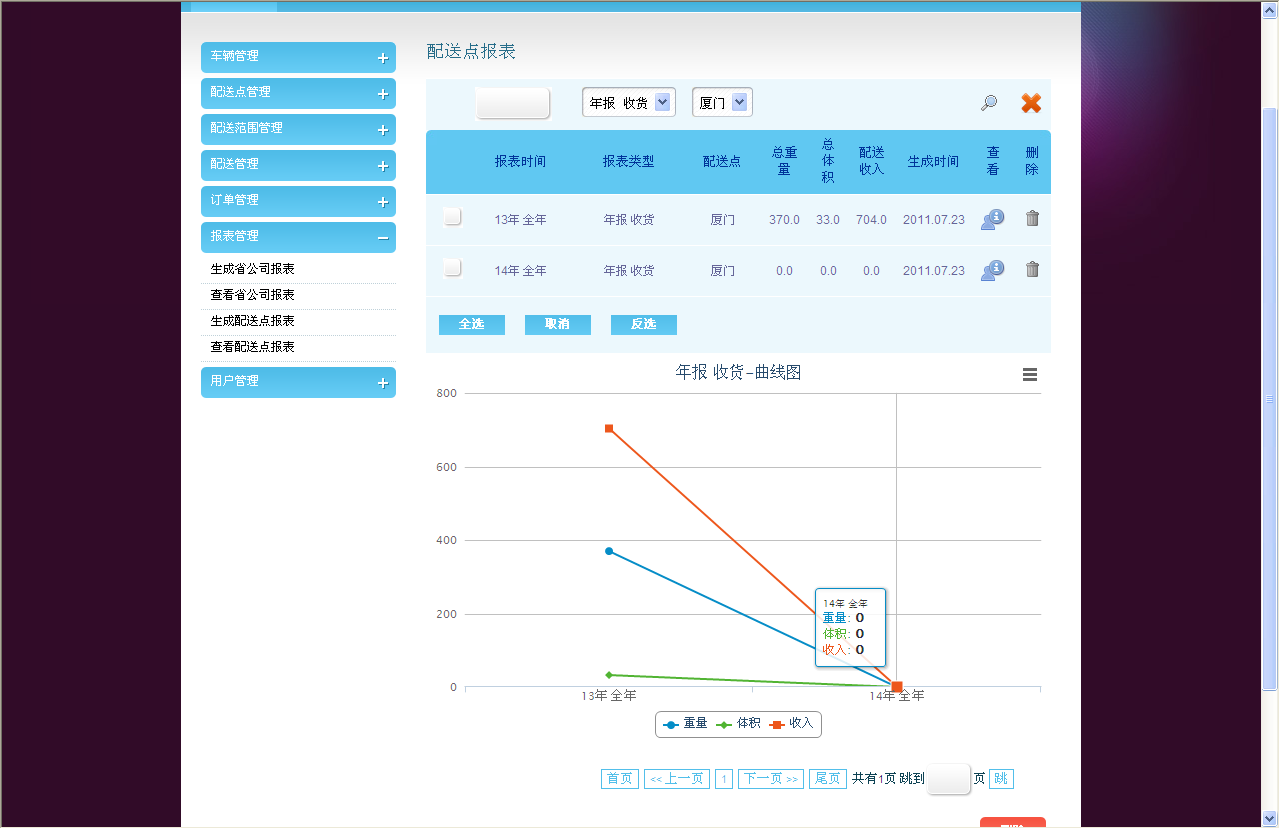 车辆管理
配送点管理
配送范围管理
配送管理
订单管理
报表管理
生成省公司报表
查看省公司报表
生成配送点报表
查看配送点报表
用户管理
配送点报表
年报 收货 厦门
报表时间 报表类型 配送点 总重量 总体积 配送收入 生成时间 查看 删除
13年 全年 年报 收货 厦门 370.0 33.0 704.0 2011.07.23
14年 全年 年报 收货 厦门 0.0 0.0 0.0 2011.07.23
全选 取消 反选
年报 收货-曲线图
800
600
400
200
0
14年 全年
重量: 0
体积: 0
收入: 0
13年 全年 14年 全年
重量 体积 收入
首页 << 上一页 1 下一页 >> 尾页 共有1页 跳到 页 跳